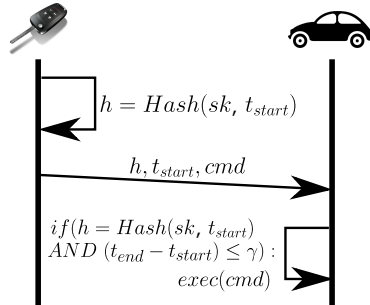 h = Hash(sk, t_start)
h, t_start, cmd
if(h = Hash(sk, t_start)
AND (t_end − t_start) ≤ γ) :
exec(cmd)